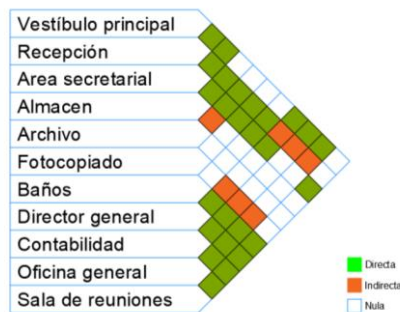 Vestíbulo principal
Recepción
Area secretarial
Almacen
Archivo
Fotocopiado
Baños
Director general
Contabilidad
Oficina general
Sala de reuniones
Directa
Indirecta
Nula